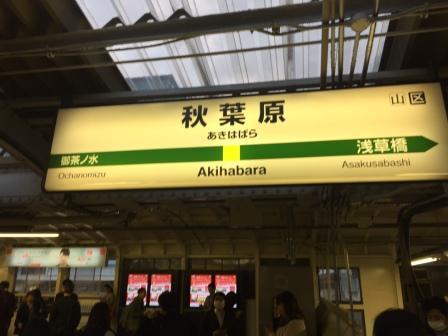 秋葉原
山区
あきはばら
御茶ノ水
浅草橋
Ochanomizu
Akihabara
Asakusabashi